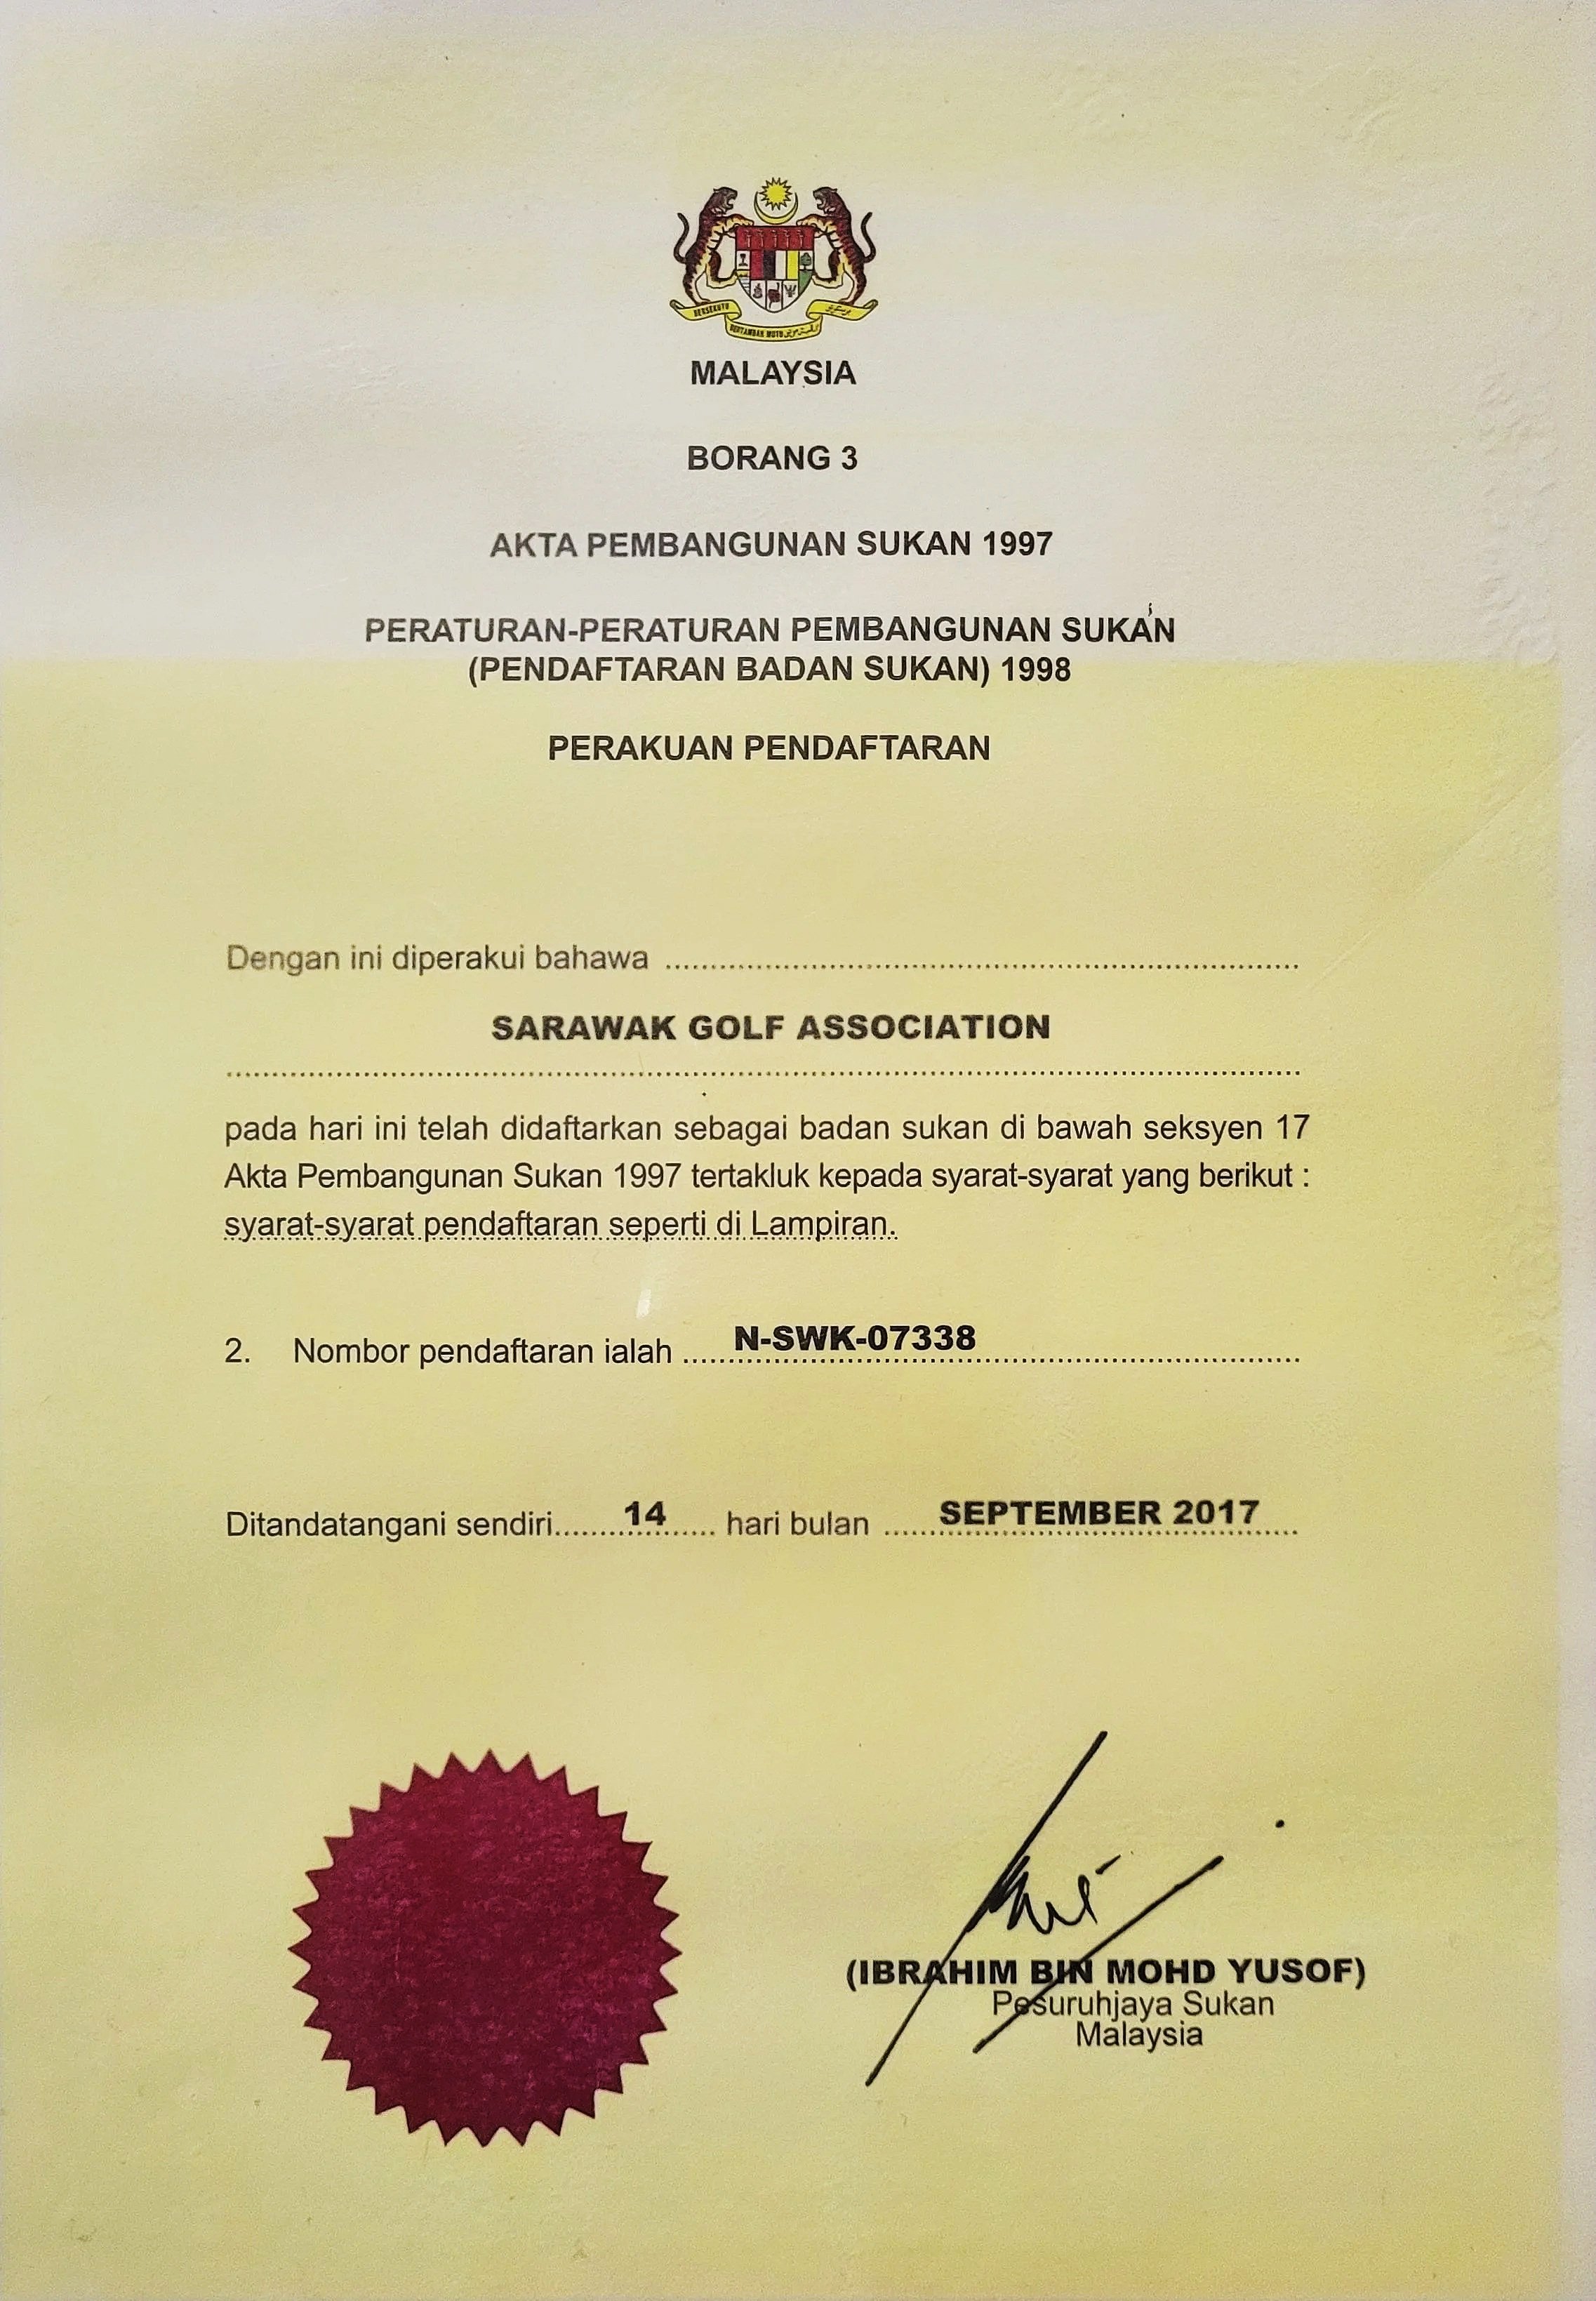 BERSEKUTU
BERTAMBAH MUTU
MALAYSIA
BORANG 3
AKTA PEMBANGUNAN SUKAN 1997
PERATURAN-PERATURAN PEMBANGUNAN SUKAN
(PENDAFTARAN BADAN SUKAN) 1998
PERAKUAN PENDAFTARAN
Dengan ini diperakui bahawa
SARAWAK GOLF ASSOCIATION
pada hari ini telah didaftarkan sebagai badan sukan di bawah seksyen 17
Akta Pembangunan Sukan 1997 tertakluk kepada syarat-syarat yang berikut :
syarat-syarat pendaftaran seperti di Lampiran.
2. Nombor pendaftaran ialah N-SWK-07338
Ditandatangani sendiri 14 hari bulan SEPTEMBER 2017
(IBRAHIM BIN MOHD YUSOF)
Pesuruhjaya Sukan
Malaysia